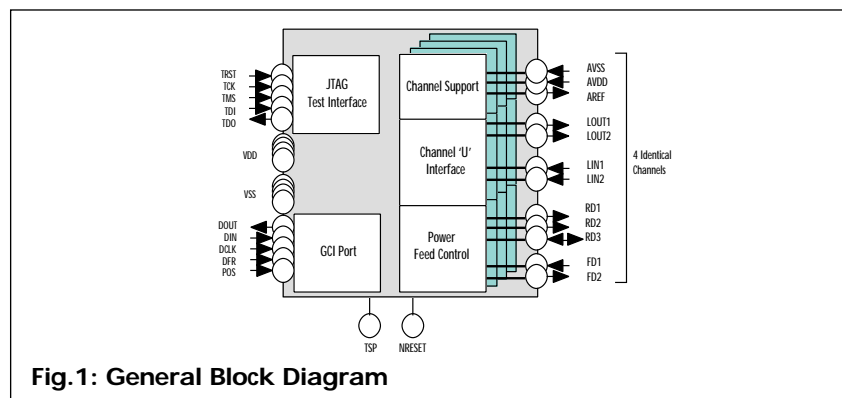 TRST
TCK
TMS
TDI
TDO
VDD
VSS
DOUT
DIN
DCLK
DFR
POS
JTAG
Test Interface
GCI Port
Channel Support
Channel 'U'
Interface
Power
Feed Control
AVSS
AVDD
AREF
LOUT1
LOUT2
LIN1
LIN2
RD1
RD2
RD3
FD1
FD2
4 Identical
Channels
TSP
NRESET
Fig.1: General Block Diagram